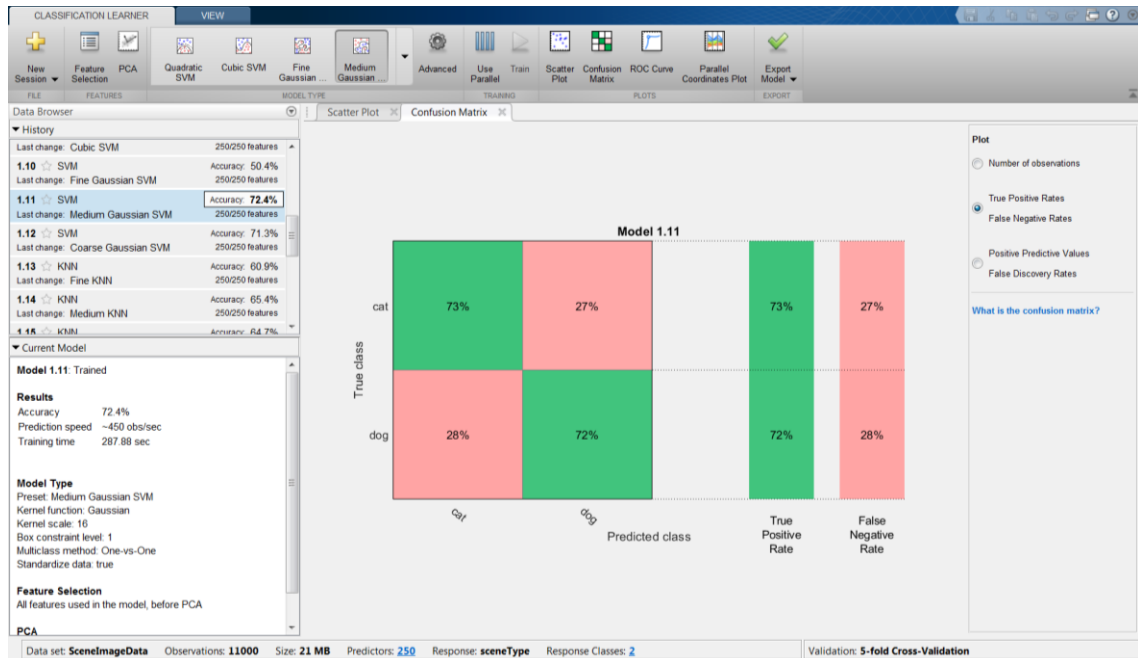 CLASSIFICATION LEARNER VIEW
New Session Feature Selection PCA Quadratic SVM Cubic SVM Fine Gaussian ... Medium Gaussian ... Advanced Use Parallel Train Scatter Plot Confusion Matrix ROC Curve Parallel Coordinates Plot Export Model
FILE FEATURES MODEL TYPE TRAINING PLOTS EXPORT
Data Browser
History
Last change: Cubic SVM 250/250 features
1.10 SVM Accuracy: 50.4%
Last change: Fine Gaussian SVM 250/250 features
1.11 SVM Accuracy: 72.4%
Last change: Medium Gaussian SVM 250/250 features
1.12 SVM Accuracy: 71.3%
Last change: Coarse Gaussian SVM 250/250 features
1.13 KNN Accuracy: 60.9%
Last change: Fine KNN 250/250 features
1.14 KNN Accuracy: 65.4%
Last change: Medium KNN 250/250 features
1.15 KNN Accuracy: 64.7%
Current Model
Model 1.11: Trained
Results
Accuracy 72.4%
Prediction speed ~450 obs/sec
Training time 287.88 sec
Model Type
Preset: Medium Gaussian SVM
Kernel function: Gaussian
Kernel scale: 16
Box constraint level: 1
Multiclass method: One-vs-One
Standardize data: true
Feature Selection
All features used in the model, before PCA
PCA
Scatter Plot Confusion Matrix
Model 1.11
True class
cat 73% 27% 73% 27%
dog 28% 72% 72% 28%
cat dog
Predicted class
True Positive Rate
False Negative Rate
Plot
Number of observations
True Positive Rates
False Negative Rates
Positive Predictive Values
False Discovery Rates
What is the confusion matrix?
Data set: SceneImageData Observations: 11000 Size: 21 MB Predictors: 250 Response: sceneType Response Classes: 2 Validation: 5-fold Cross-Validation